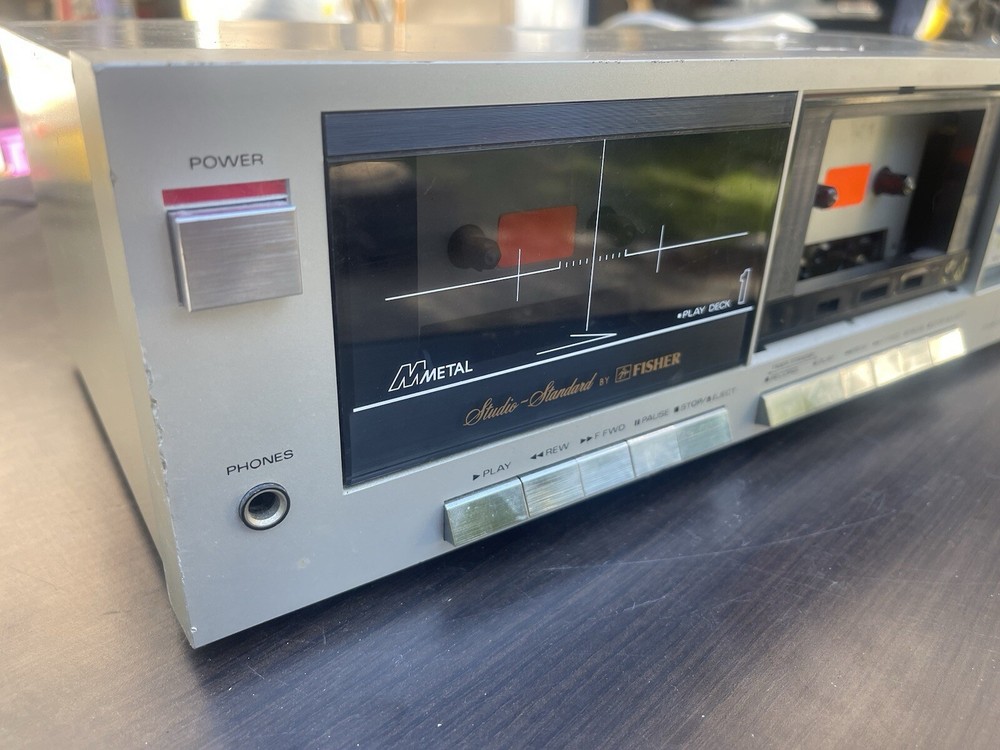 POWER
PLAY DECK 1
METAL
Studio-Standard BY FISHER
PHONES
▶PLAY ◀◀REW ▶▶F FWD ⏸PAUSE ■STOP/⏏EJECT